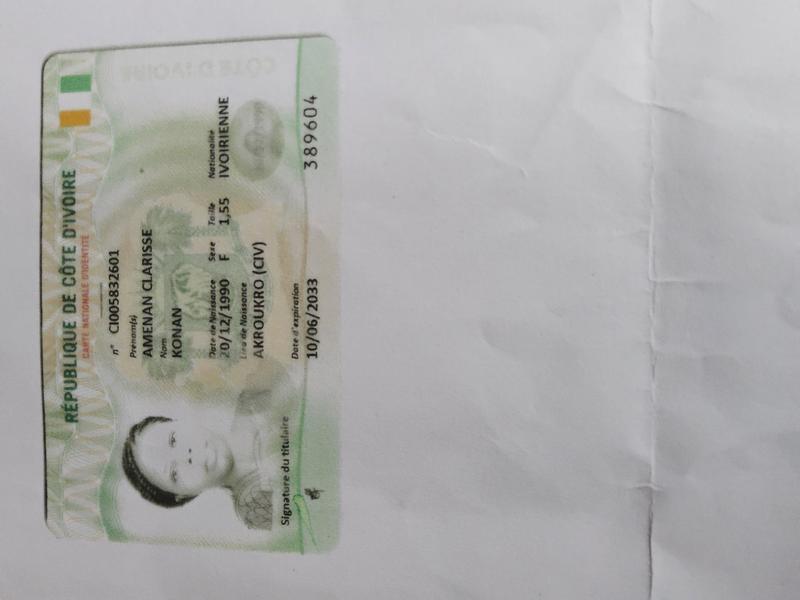 RÉPUBLIQUE DE CÔTE D'IVOIRE
CARTE NATIONALE D'IDENTITÉ
n° CI005832601
Prénom(s)
AMENAN CLARISSE
Nom
KONAN
Date de Naissance Sexe Taille Nationalité
20/12/1990 F 1,55 IVOIRIENNE
Lieu de Naissance
AKROUKRO (CIV)
Date d'expiration
10/06/2033
389604
Signature du titulaire
CÔTE D'IVOIRE